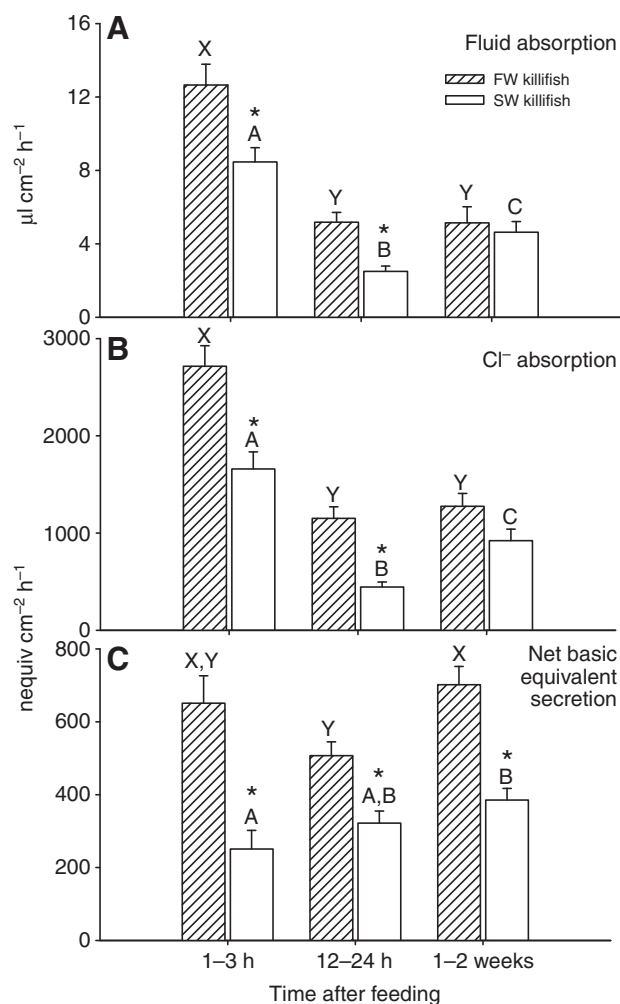 A
Fluid absorption
FW killifish
SW killifish
X
*
A
Y
*
B
Y
C
16
12
8
4
0
µl cm⁻² h⁻¹
B
Cl⁻ absorption
X
*
A
Y
*
B
Y
C
3000
2000
1000
0
nequiv cm⁻² h⁻¹
C
Net basic
equivalent
secretion
X,Y
*
A
Y
*
A,B
X
*
B
800
600
400
200
0
1–3 h 12–24 h 1–2 weeks
Time after feeding